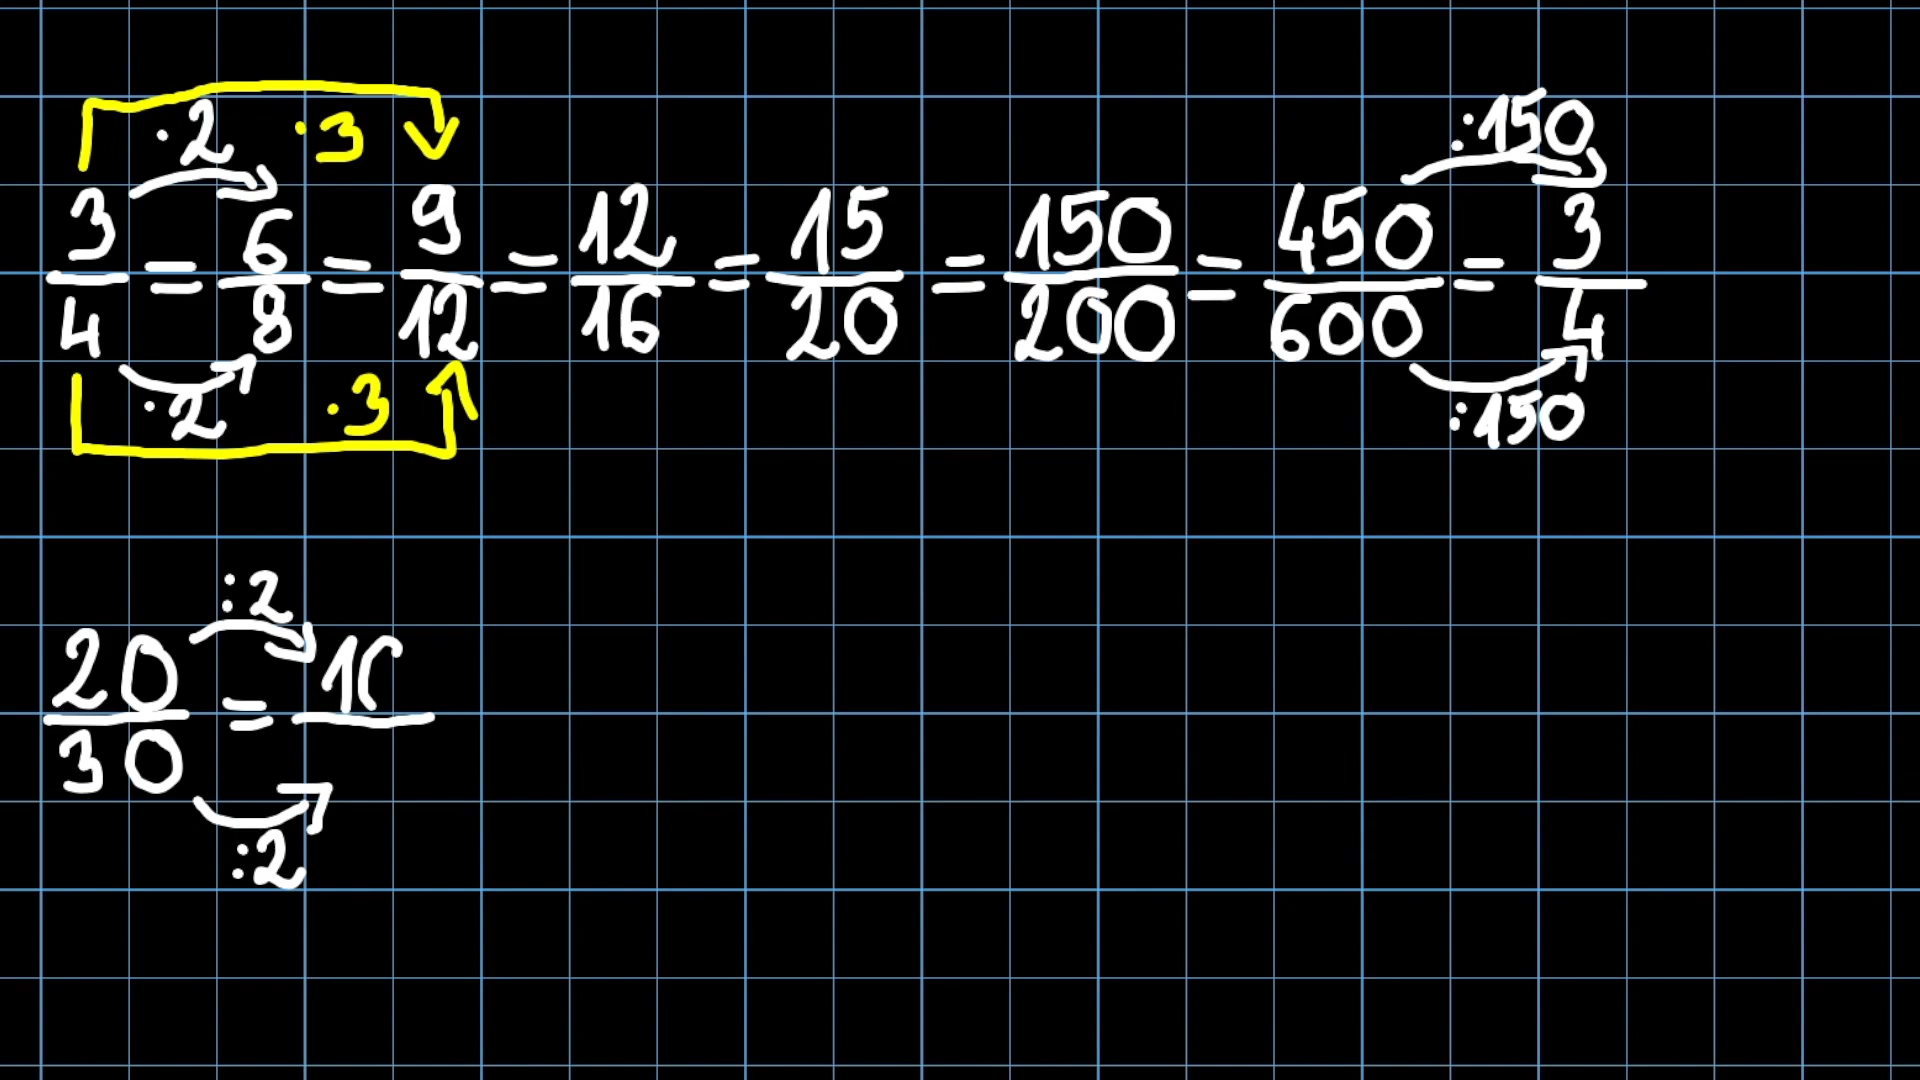 ·2 ·3 :150
3/4 = 6/8 = 9/12 = 12/16 = 15/20 = 150/200 = 450/600 = 3/4
·2 ·3 :150
:2
20/30 = 10/
:2